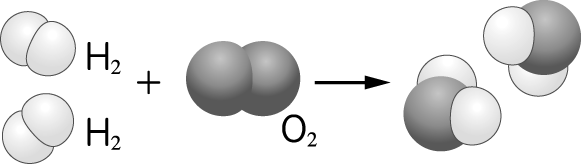 H₂
+
H₂
O₂